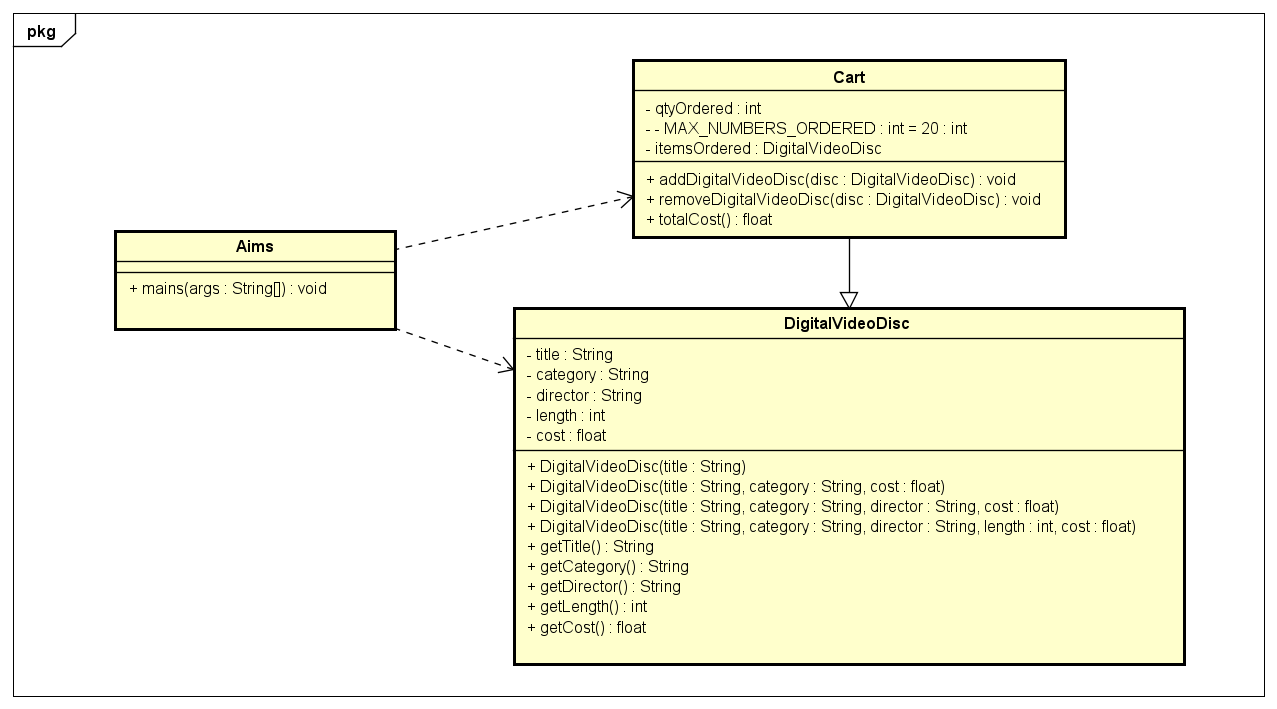 pkg
Cart
- qtyOrdered : int
- - MAX_NUMBERS_ORDERED : int = 20 : int
- itemsOrdered : DigitalVideoDisc
+ addDigitalVideoDisc(disc : DigitalVideoDisc) : void
+ removeDigitalVideoDisc(disc : DigitalVideoDisc) : void
+ totalCost() : float
Aims
+ mains(args : String[]) : void
DigitalVideoDisc
- title : String
- category : String
- director : String
- length : int
- cost : float
+ DigitalVideoDisc(title : String)
+ DigitalVideoDisc(title : String, category : String, cost : float)
+ DigitalVideoDisc(title : String, category : String, director : String, cost : float)
+ DigitalVideoDisc(title : String, category : String, director : String, length : int, cost : float)
+ getTitle() : String
+ getCategory() : String
+ getDirector() : String
+ getLength() : int
+ getCost() : float